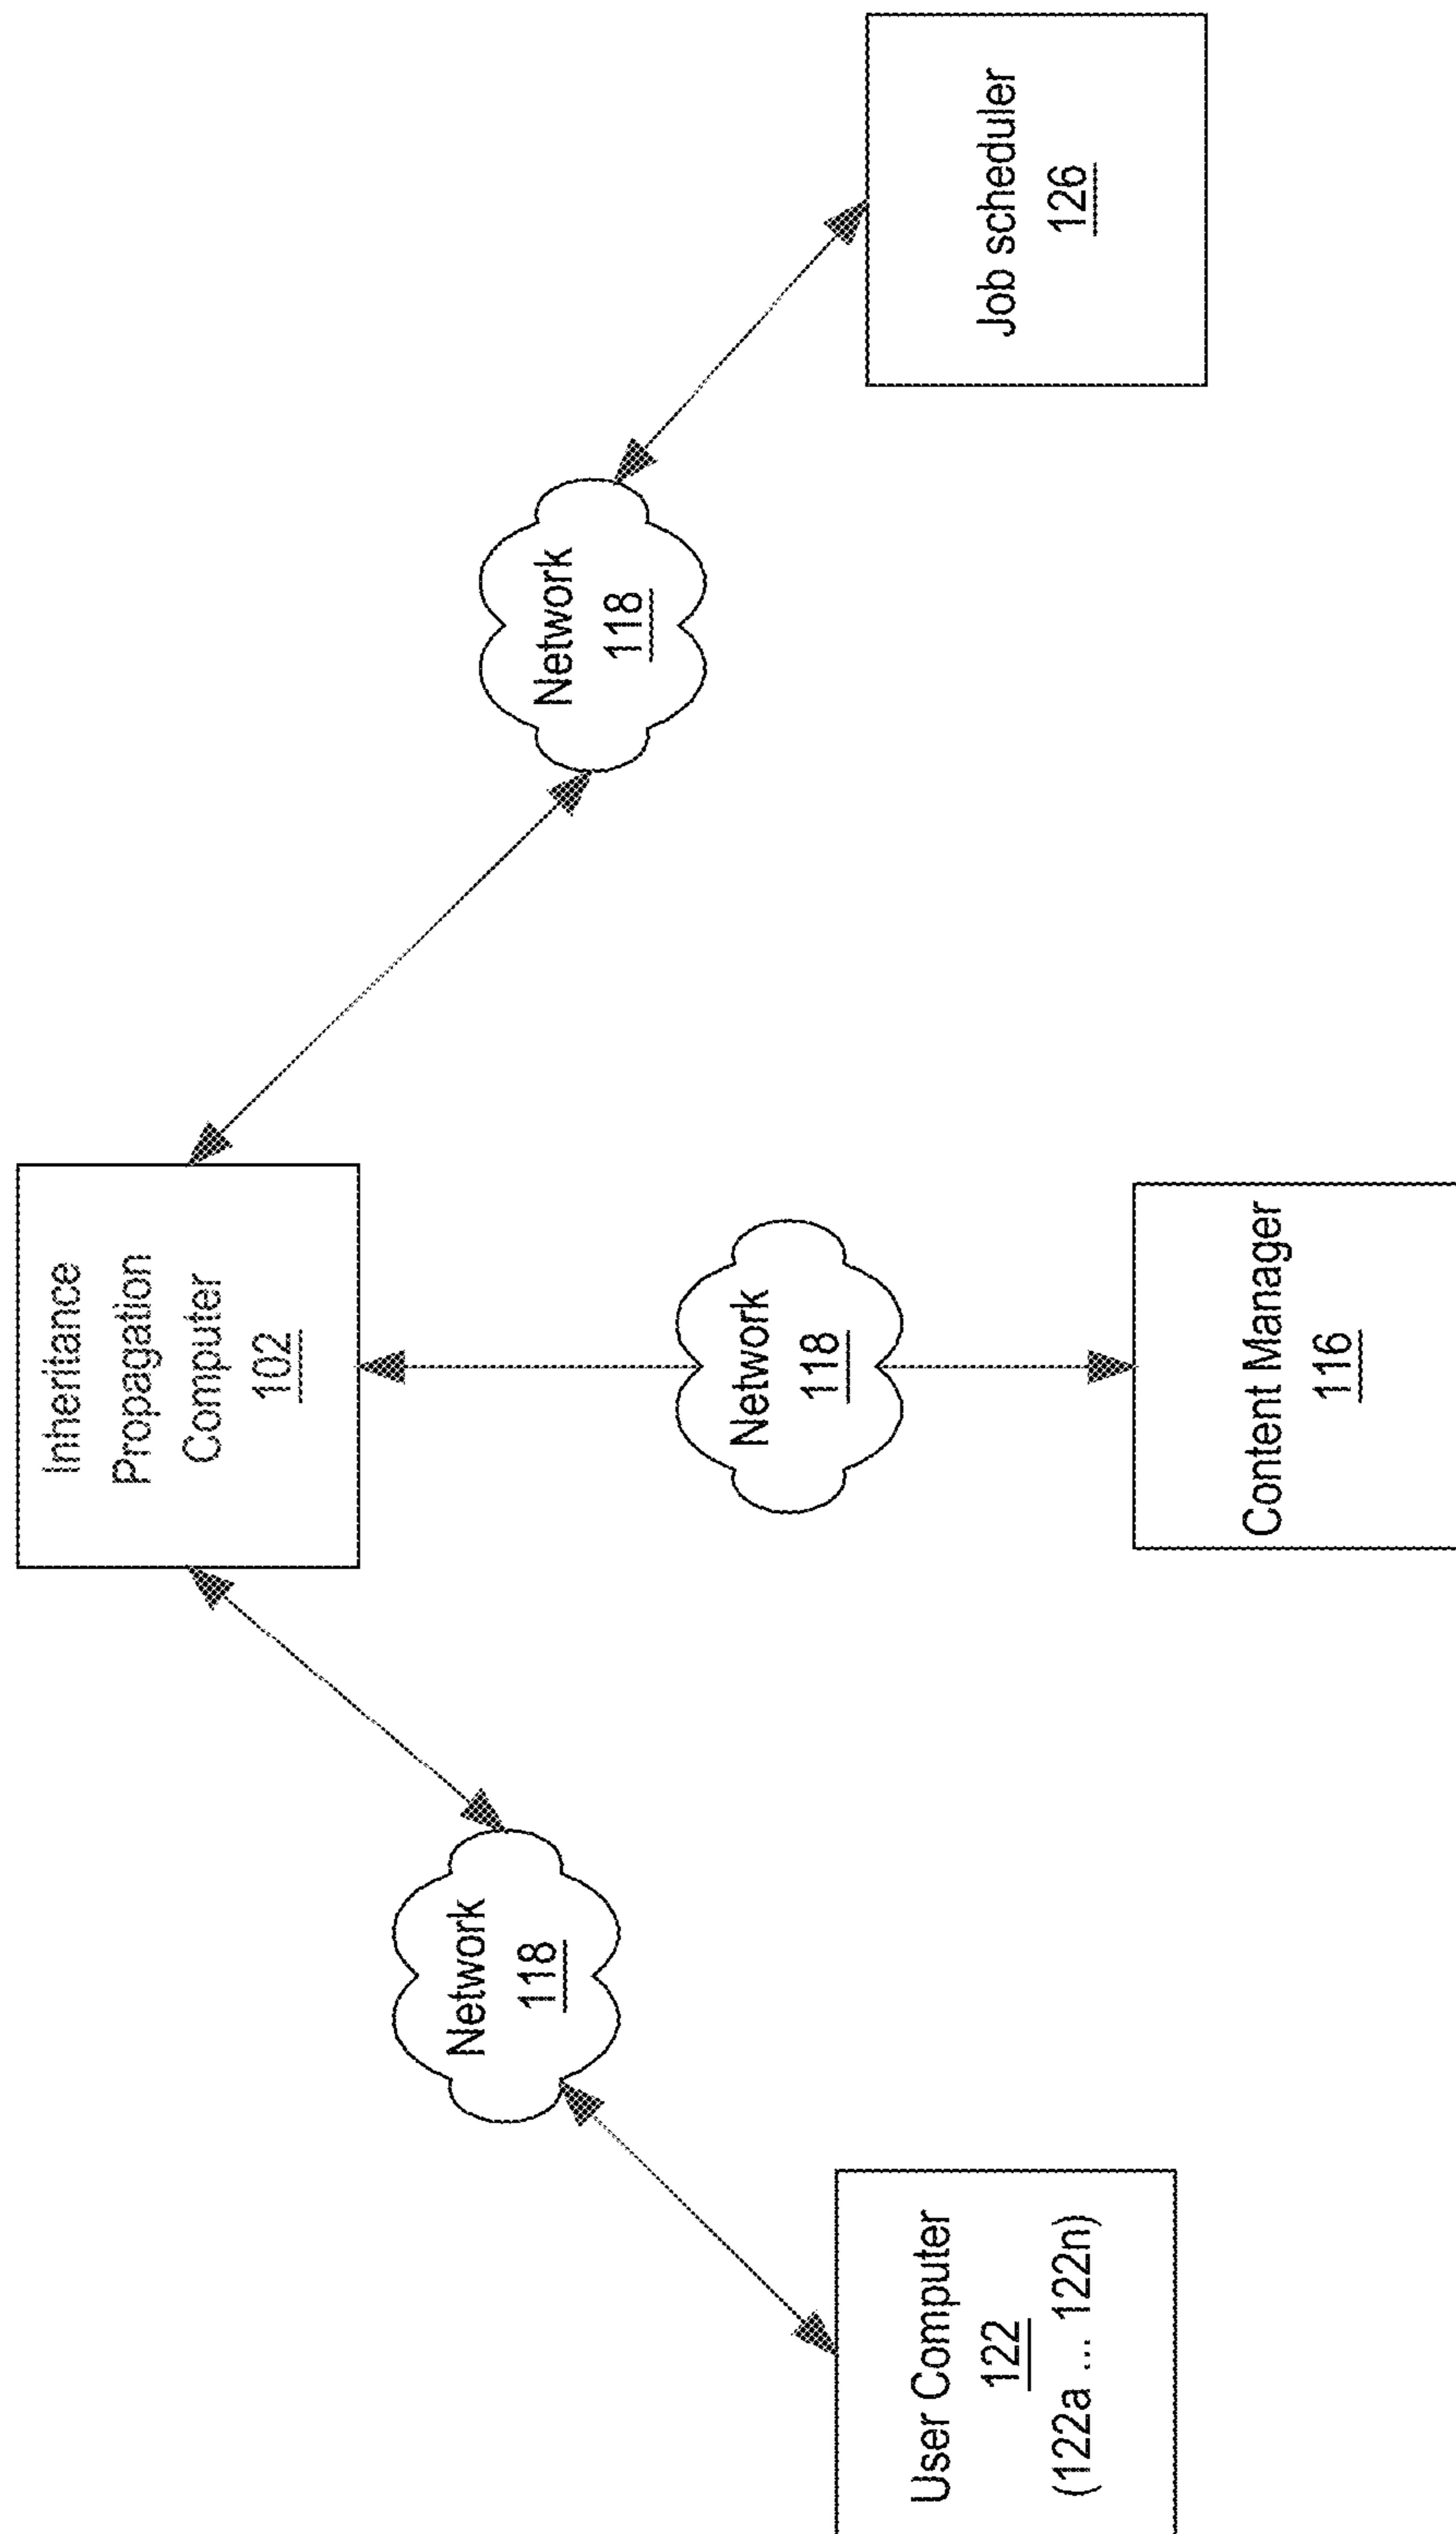 Inheritance
Propagation
Computer
102
Network
118
Network
118
Network
118
User Computer
122
(122a ... 122n)
Content Manager
116
Job scheduler
126